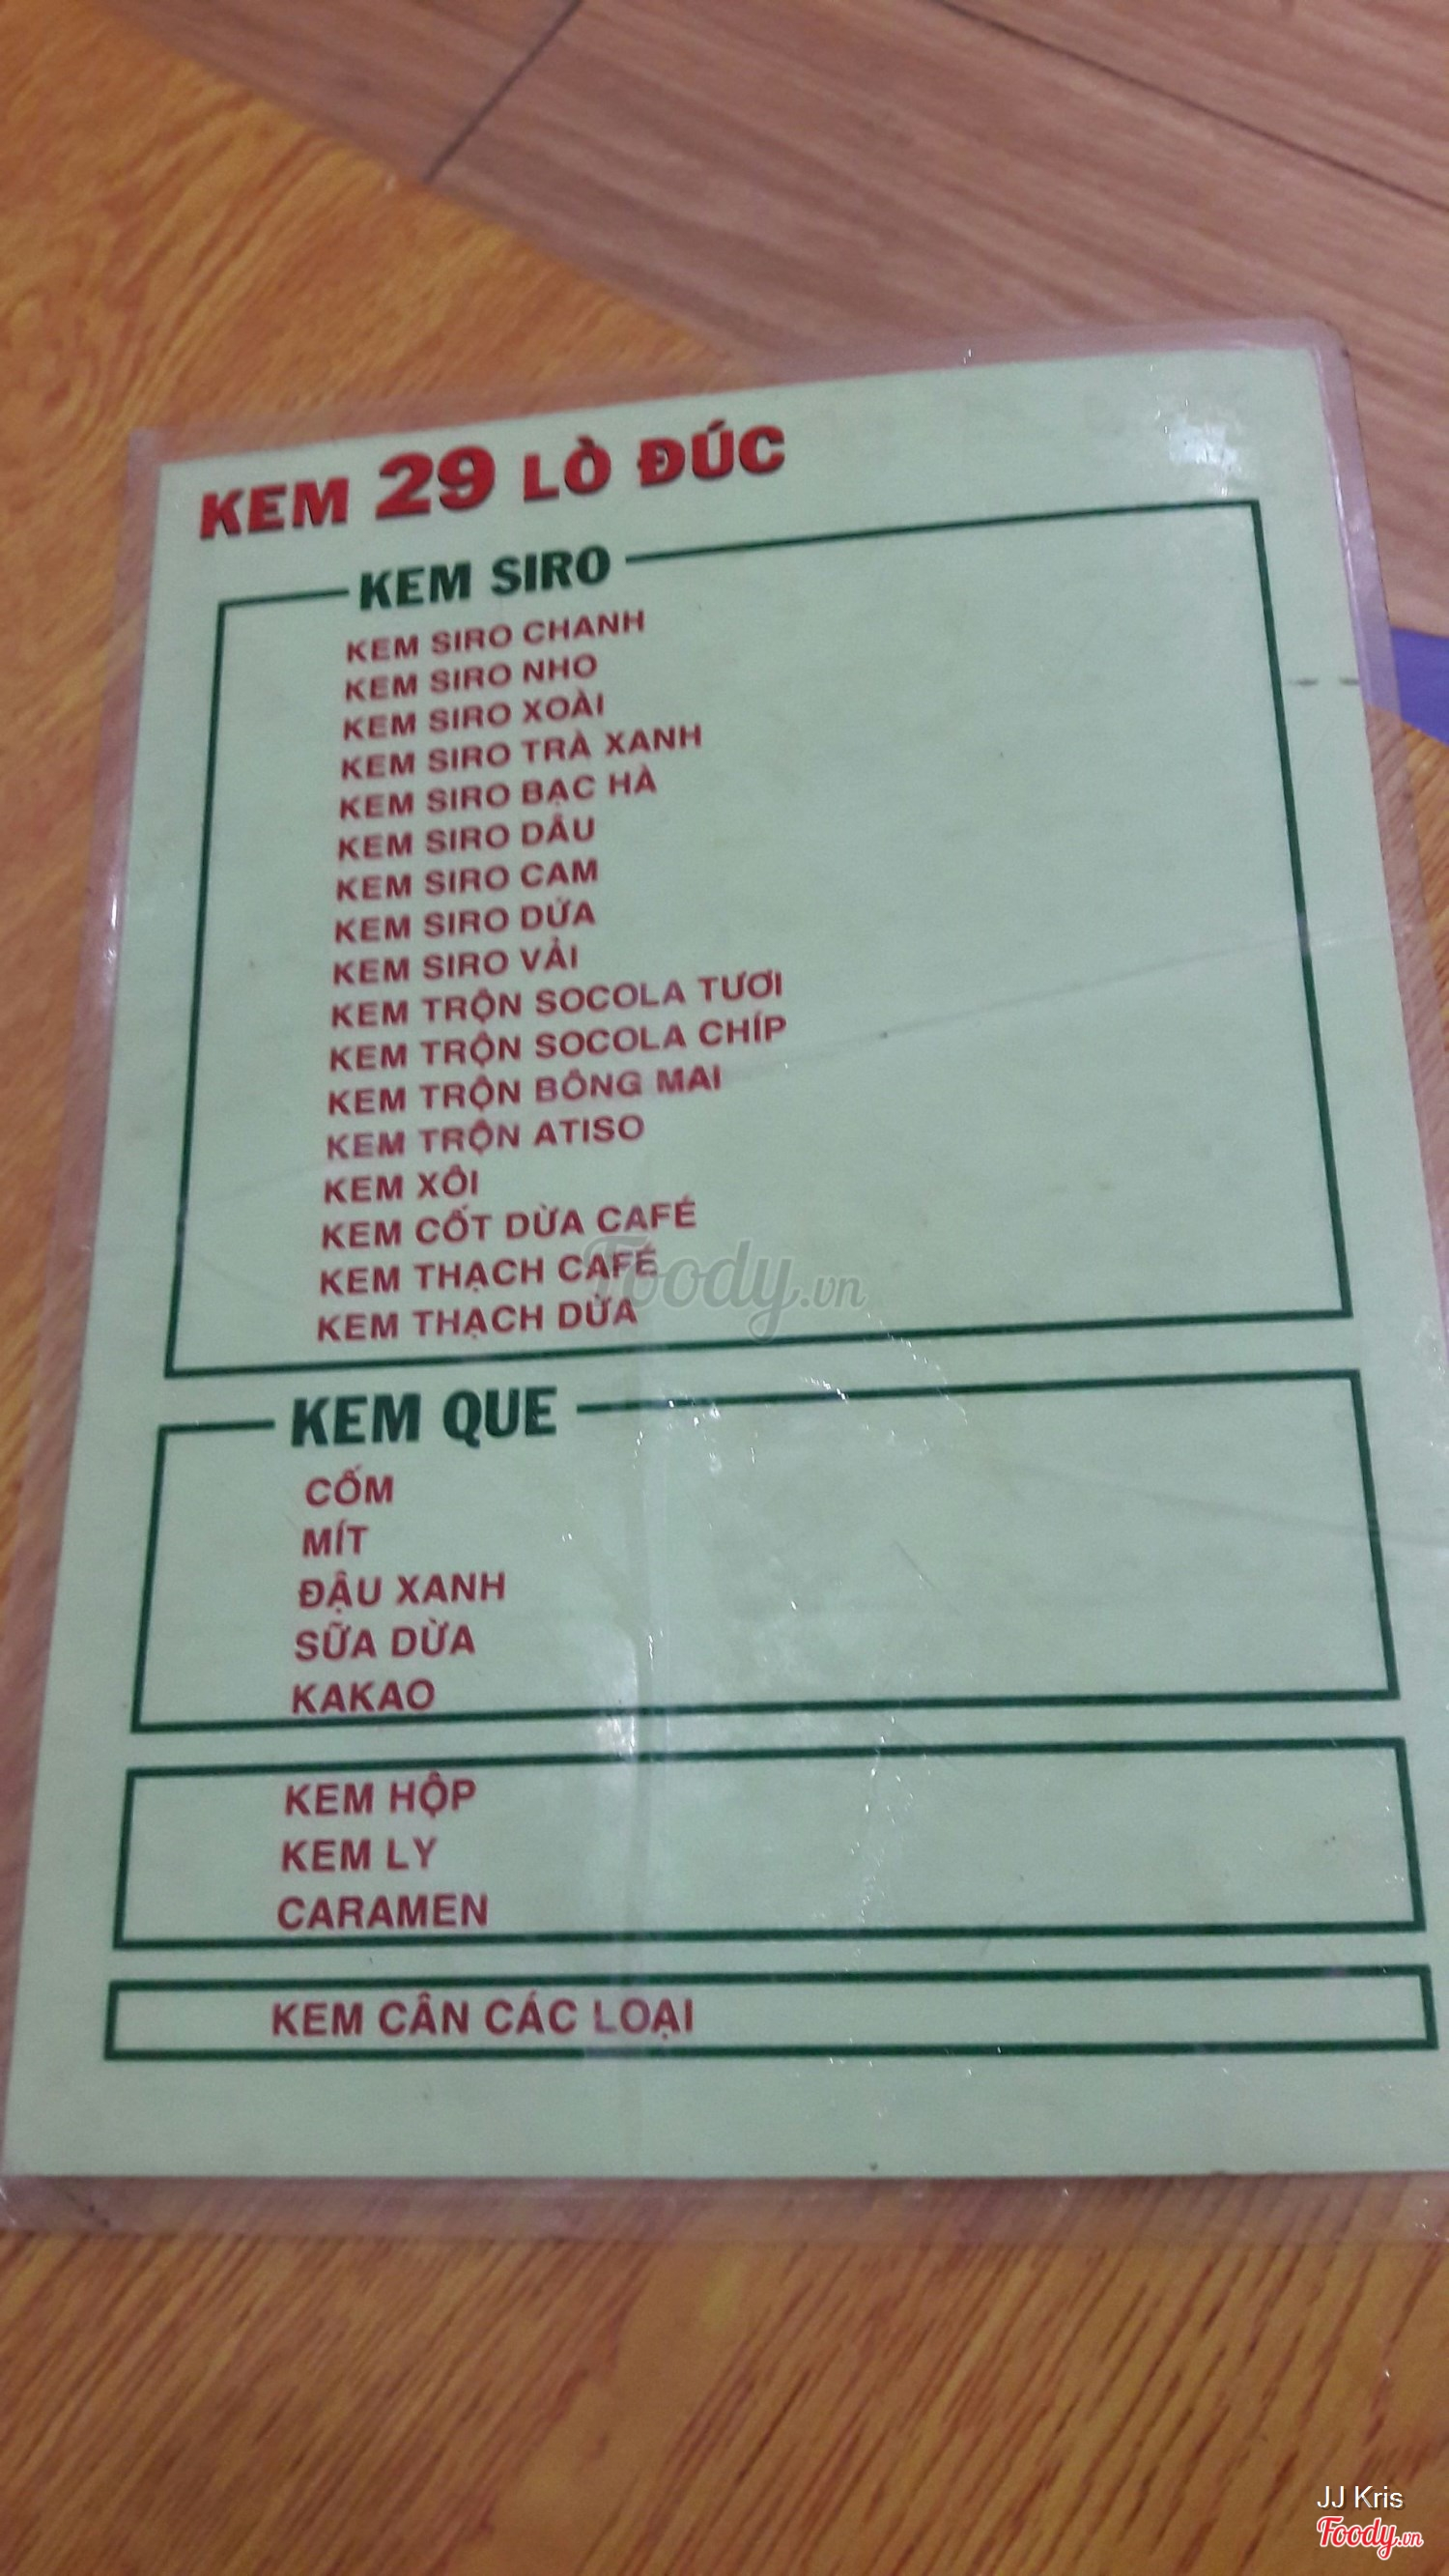 KEM 29 LÒ ĐÚC
KEM SIRO
KEM SIRO CHANH
KEM SIRO NHO
KEM SIRO XOÀI
KEM SIRO TRÀ XANH
KEM SIRO BẠC HÀ
KEM SIRO DÂU
KEM SIRO CAM
KEM SIRO DỨA
KEM SIRO VẢI
KEM TRỘN SOCOLA TƯƠI
KEM TRỘN SOCOLA CHÍP
KEM TRỘN BÔNG MAI
KEM TRỘN ATISO
KEM XÔI
KEM CỐT DỪA CAFÉ
KEM THẠCH CAFÉ
KEM THẠCH DỪA
Foody.vn
KEM QUE
CỐM
MÍT
ĐẬU XANH
SỮA DỪA
KAKAO
KEM HỘP
KEM LY
CARAMEN
KEM CÂN CÁC LOẠI
JJ Kris
Foody.vn